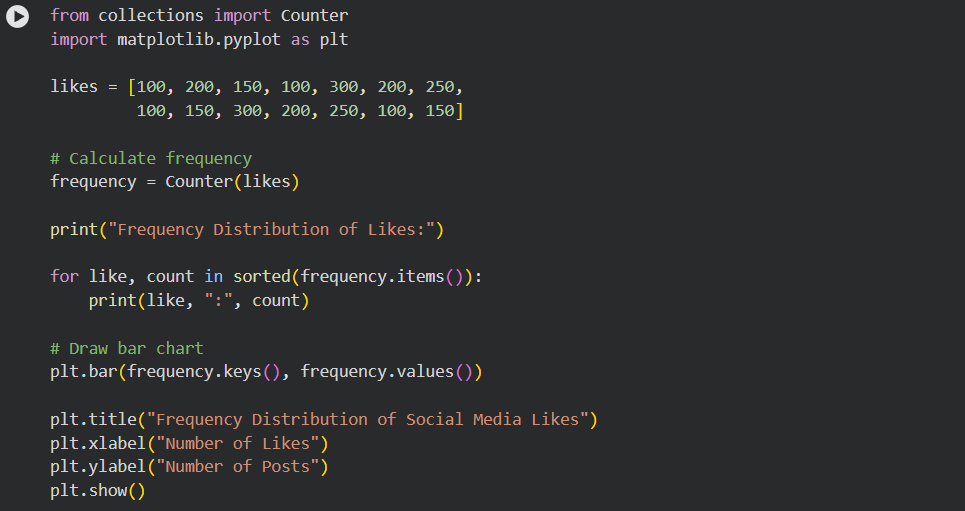 from collections import Counter
import matplotlib.pyplot as plt
likes = [100, 200, 150, 100, 300, 200, 250,
         100, 150, 300, 200, 250, 100, 150]
# Calculate frequency
frequency = Counter(likes)
print("Frequency Distribution of Likes:")
for like, count in sorted(frequency.items()):
    print(like, ":", count)
# Draw bar chart
plt.bar(frequency.keys(), frequency.values())
plt.title("Frequency Distribution of Social Media Likes")
plt.xlabel("Number of Likes")
plt.ylabel("Number of Posts")
plt.show()